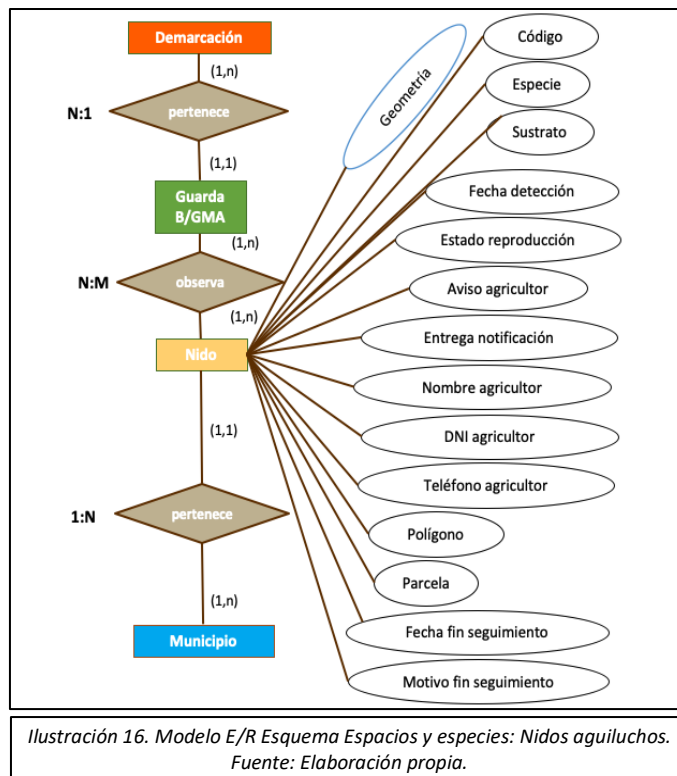 Demarcación
(1,n)
N:1
pertenece
(1,1)
Guarda
B/GMA
(1,n)
N:M
observa
(1,n)
Nido
(1,1)
1:N
pertenece
(1,n)
Municipio
Geometría
Código
Especie
Sustrato
Fecha detección
Estado reproducción
Aviso agricultor
Entrega notificación
Nombre agricultor
DNI agricultor
Teléfono agricultor
Polígono
Parcela
Fecha fin seguimiento
Motivo fin seguimiento
Ilustración 16. Modelo E/R Esquema Espacios y especies: Nidos aguiluchos.
Fuente: Elaboración propia.